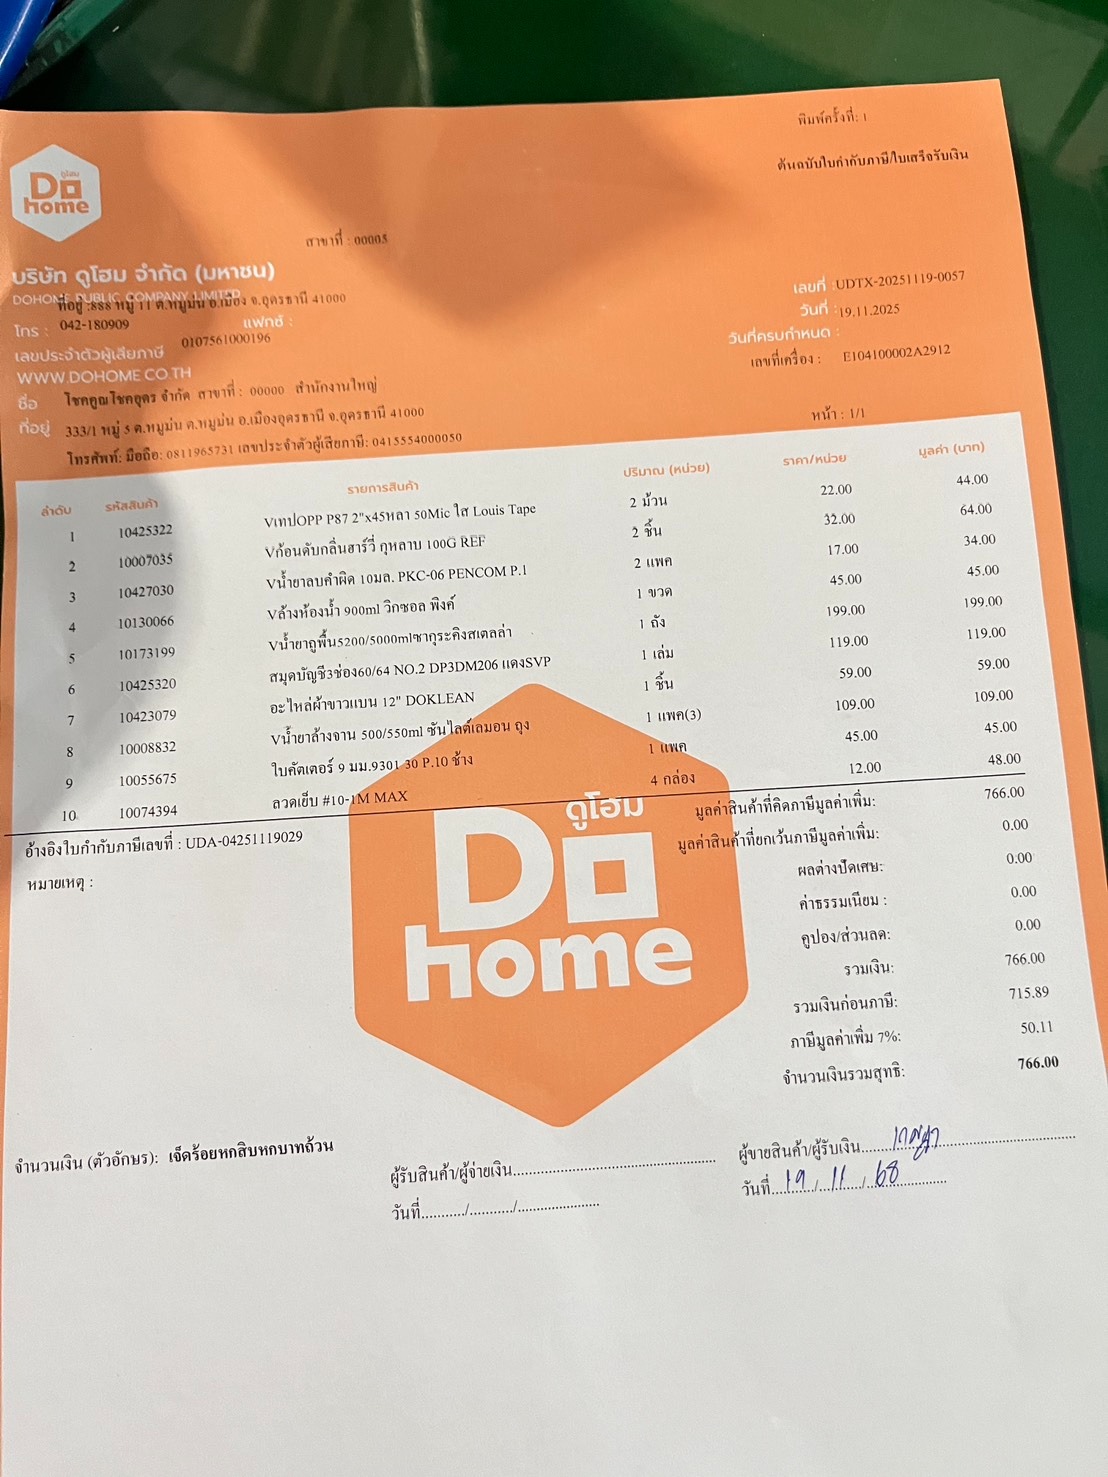 พิมพ์ครั้งที่: 1
ต้นฉบับใบกำกับภาษี/ใบเสร็จรับเงิน
ดูโฮม
Do
home
สาขาที่ : 00005
บริษัท ดูโฮม จำกัด (มหาชน)
DOHOME PUBLIC COMPANY LIMITED
ที่อยู่ :888 หมู่ 11 ต.หมูม่น อ.เมือง จ.อุดรธานี 41000
โทร : 042-180909 แฟกซ์ :
เลขประจำตัวผู้เสียภาษี 0107561000196
WWW.DOHOME.CO.TH
เลขที่ : UDTX-20251119-0057
วันที่ : 19.11.2025
วันที่ครบกำหนด :
เลขที่เครื่อง : E104100002A2912
ชื่อ โชคคูณโชคอุดร จำกัด สาขาที่ : 00000 สำนักงานใหญ่
ที่อยู่ 333/1 หมู่ 5 ต.หมูม่น ต.หมูม่น อ.เมืองอุดรธานี จ.อุดรธานี 41000
โทรศัพท์: มือถือ: 0811965731 เลขประจำตัวผู้เสียภาษี: 0415554000050
หน้า : 1/1
ลำดับ รหัสสินค้า รายการสินค้า ปริมาณ (หน่วย) ราคา/หน่วย มูลค่า (บาท)
1 10425322 VเทปOPP P87 2"x45หลา 50Mic ใส Louis Tape 2 ม้วน 22.00 44.00
2 10007035 Vก้อนดับกลิ่นฮาร์วี่ กุหลาบ 100G REF 2 ชิ้น 32.00 64.00
3 10427030 Vน้ำยาลบคำผิด 10มล. PKC-06 PENCOM P.1 2 แพค 17.00 34.00
4 10130066 Vล้างห้องน้ำ 900ml วิกซอล พิงค์ 1 ขวด 45.00 45.00
5 10173199 Vน้ำยาถูพื้น5200/5000mlซากุระคิงสเตลล่า 1 ถัง 199.00 199.00
6 10425320 สมุดบัญชี3ช่อง60/64 NO.2 DP3DM206 แดงSVP 1 เล่ม 119.00 119.00
7 10423079 อะไหล่ผ้าขาวแบน 12" DOKLEAN 1 ชิ้น 59.00 59.00
8 10008832 Vน้ำยาล้างจาน 500/550ml ซันไลต์เลมอน ถุง 1 แพค(3) 109.00 109.00
9 10055675 ใบคัตเตอร์ 9 มม.9301 30 P.10 ช้าง 1 แพค 45.00 45.00
10 10074394 ลวดเย็บ #10-1M MAX 4 กล่อง 12.00 48.00
อ้างอิงใบกำกับภาษีเลขที่ : UDA-04251119029
หมายเหตุ :
ดูโฮม
Do
home
มูลค่าสินค้าที่คิดภาษีมูลค่าเพิ่ม: 766.00
มูลค่าสินค้าที่ยกเว้นภาษีมูลค่าเพิ่ม: 0.00
ผลต่างปัดเศษ: 0.00
ค่าธรรมเนียม : 0.00
คูปอง/ส่วนลด: 0.00
รวมเงิน: 766.00
รวมเงินก่อนภาษี: 715.89
ภาษีมูลค่าเพิ่ม 7%: 50.11
จำนวนเงินรวมสุทธิ: 766.00
จำนวนเงิน (ตัวอักษร): เจ็ดร้อยหกสิบหกบาทถ้วน
ผู้รับสินค้า/ผู้จ่ายเงิน
วันที่........../........../....................
ผู้ขายสินค้า/ผู้รับเงิน
วันที่ 19 / 11 / 68